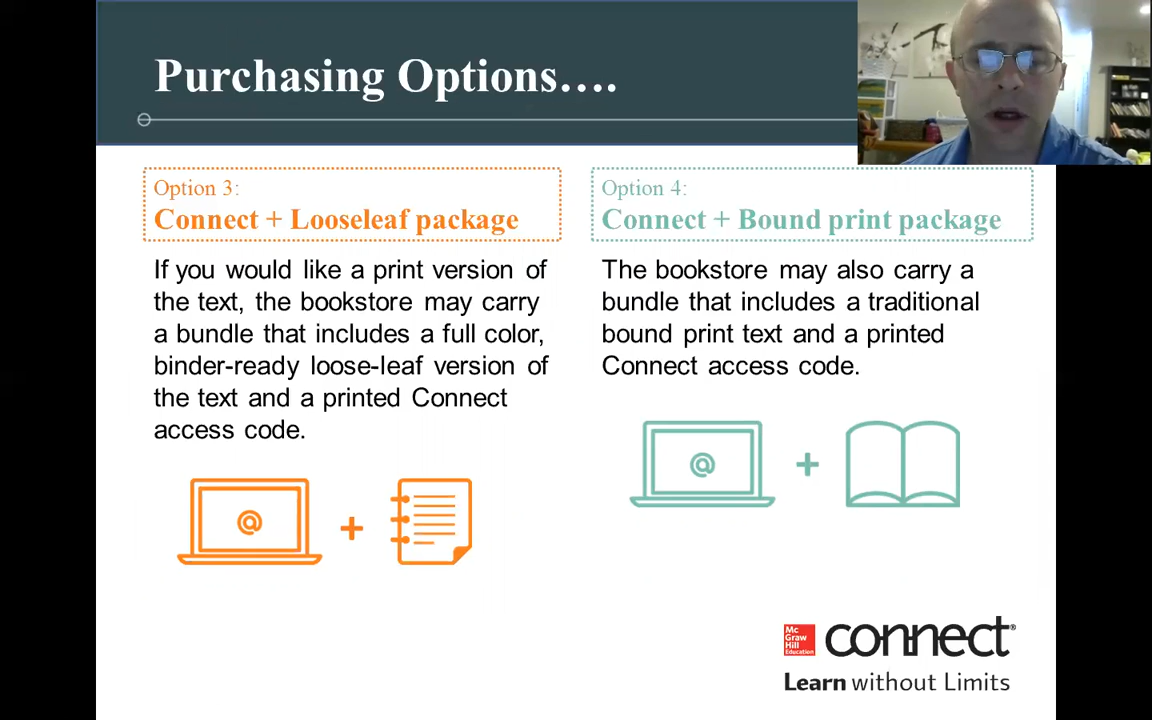 Purchasing Options….
Option 3:
Connect + Looseleaf package
If you would like a print version of
the text, the bookstore may carry
a bundle that includes a full color,
binder-ready loose-leaf version of
the text and a printed Connect
access code.
@
+
Option 4:
Connect + Bound print package
The bookstore may also carry a
bundle that includes a traditional
bound print text and a printed
Connect access code.
@
+
Mc
Graw
Hill
Education
connect®
Learn without Limits